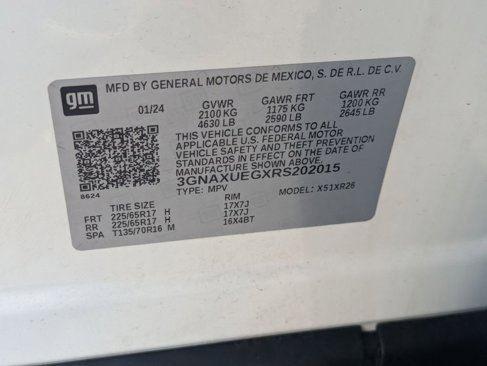 gm
MFD BY GENERAL MOTORS DE MEXICO, S. DE R.L. DE C.V.
01/24 GVWR GAWR FRT GAWR RR
2100 KG 1175 KG 1200 KG
4630 LB 2590 LB 2645 LB
THIS VEHICLE CONFORMS TO ALL
APPLICABLE U.S. FEDERAL MOTOR
VEHICLE SAFETY AND THEFT PREVENTION
STANDARDS IN EFFECT ON THE DATE OF
MANUFACTURE SHOWN ABOVE.
3GNAXUEGXRS202015
8624
TYPE: MPV MODEL: X51XR26
TIRE SIZE RIM
FRT 225/65R17 H 17X7J
RR 225/65R17 H 17X7J
SPA T135/70R16 M 16X4BT